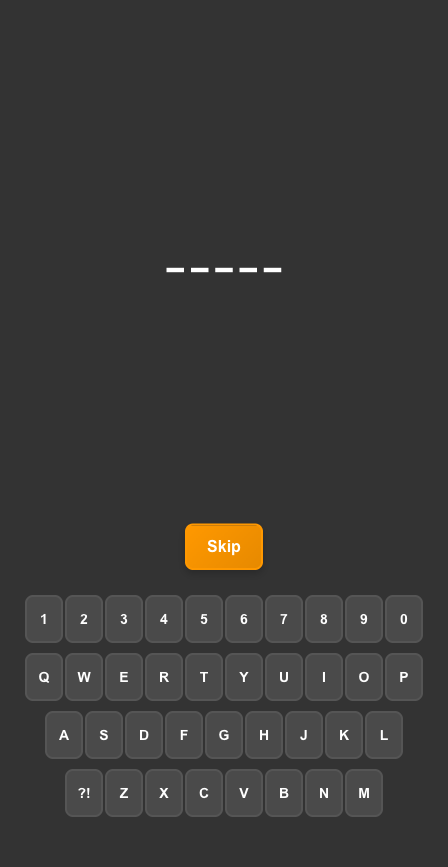 _ _ _ _ _
Skip
1 2 3 4 5 6 7 8 9 0
Q W E R T Y U I O P
A S D F G H J K L
?! Z X C V B N M